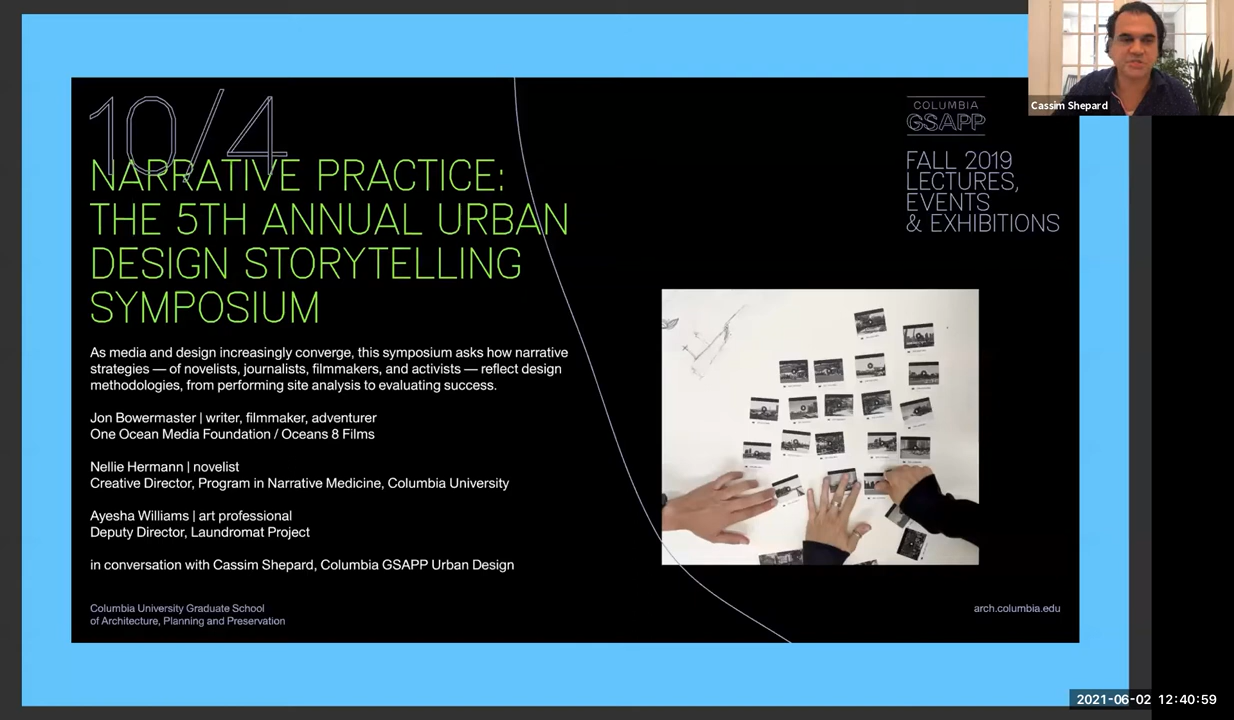 10/4
NARRATIVE PRACTICE:
THE 5TH ANNUAL URBAN
DESIGN STORYTELLING
SYMPOSIUM
As media and design increasingly converge, this symposium asks how narrative
strategies — of novelists, journalists, filmmakers, and activists — reflect design
methodologies, from performing site analysis to evaluating success.
Jon Bowermaster | writer, filmmaker, adventurer
One Ocean Media Foundation / Oceans 8 Films
Nellie Hermann | novelist
Creative Director, Program in Narrative Medicine, Columbia University
Ayesha Williams | art professional
Deputy Director, Laundromat Project
in conversation with Cassim Shepard, Columbia GSAPP Urban Design
Columbia University Graduate School
of Architecture, Planning and Preservation
COLUMBIA
GSAPP
FALL 2019
LECTURES,
EVENTS
& EXHIBITIONS
arch.columbia.edu
Cassim Shepard
2021-06-02 12:40:59